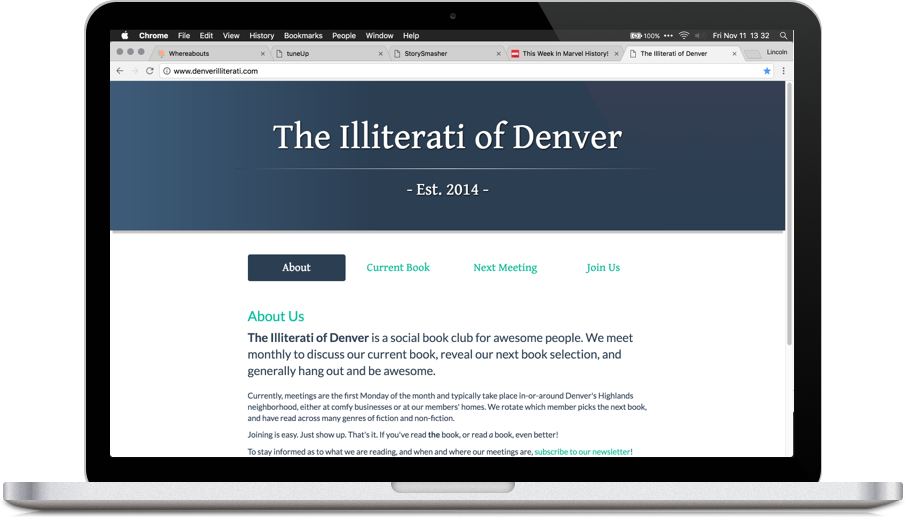 Chrome File Edit View History Bookmarks People Window Help 100% Fri Nov 11 13 32
Whereabouts tuneUp StorySmasher This Week In Marvel History! The Illiterati of Denver Lincoln
www.denverilliterati.com
The Illiterati of Denver
- Est. 2014 -
About Current Book Next Meeting Join Us
About Us
The Illiterati of Denver is a social book club for awesome people. We meet
monthly to discuss our current book, reveal our next book selection, and
generally hang out and be awesome.
Currently, meetings are the first Monday of the month and typically take place in-or-around Denver's Highlands
neighborhood, either at comfy businesses or at our members' homes. We rotate which member picks the next book,
and have read across many genres of fiction and non-fiction.
Joining is easy. Just show up. That's it. If you've read the book, or read a book, even better!
To stay informed as to what we are reading, and when and where our meetings are, subscribe to our newsletter!